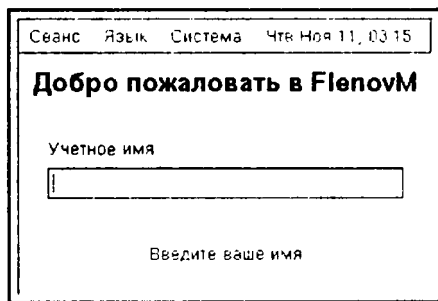 Сеанс Язык Система Чтв Ноя 11, 03:15
Добро пожаловать в FlenovM
Учетное имя
Введите ваше имя